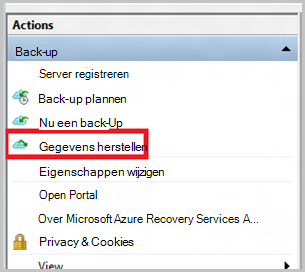 Actions
Back-up
Server registreren
Back-up plannen
Nu een back-Up
Gegevens herstellen
Eigenschappen wijzigen
Open Portal
Over Microsoft Azure Recovery Services A...
Privacy & Cookies
View